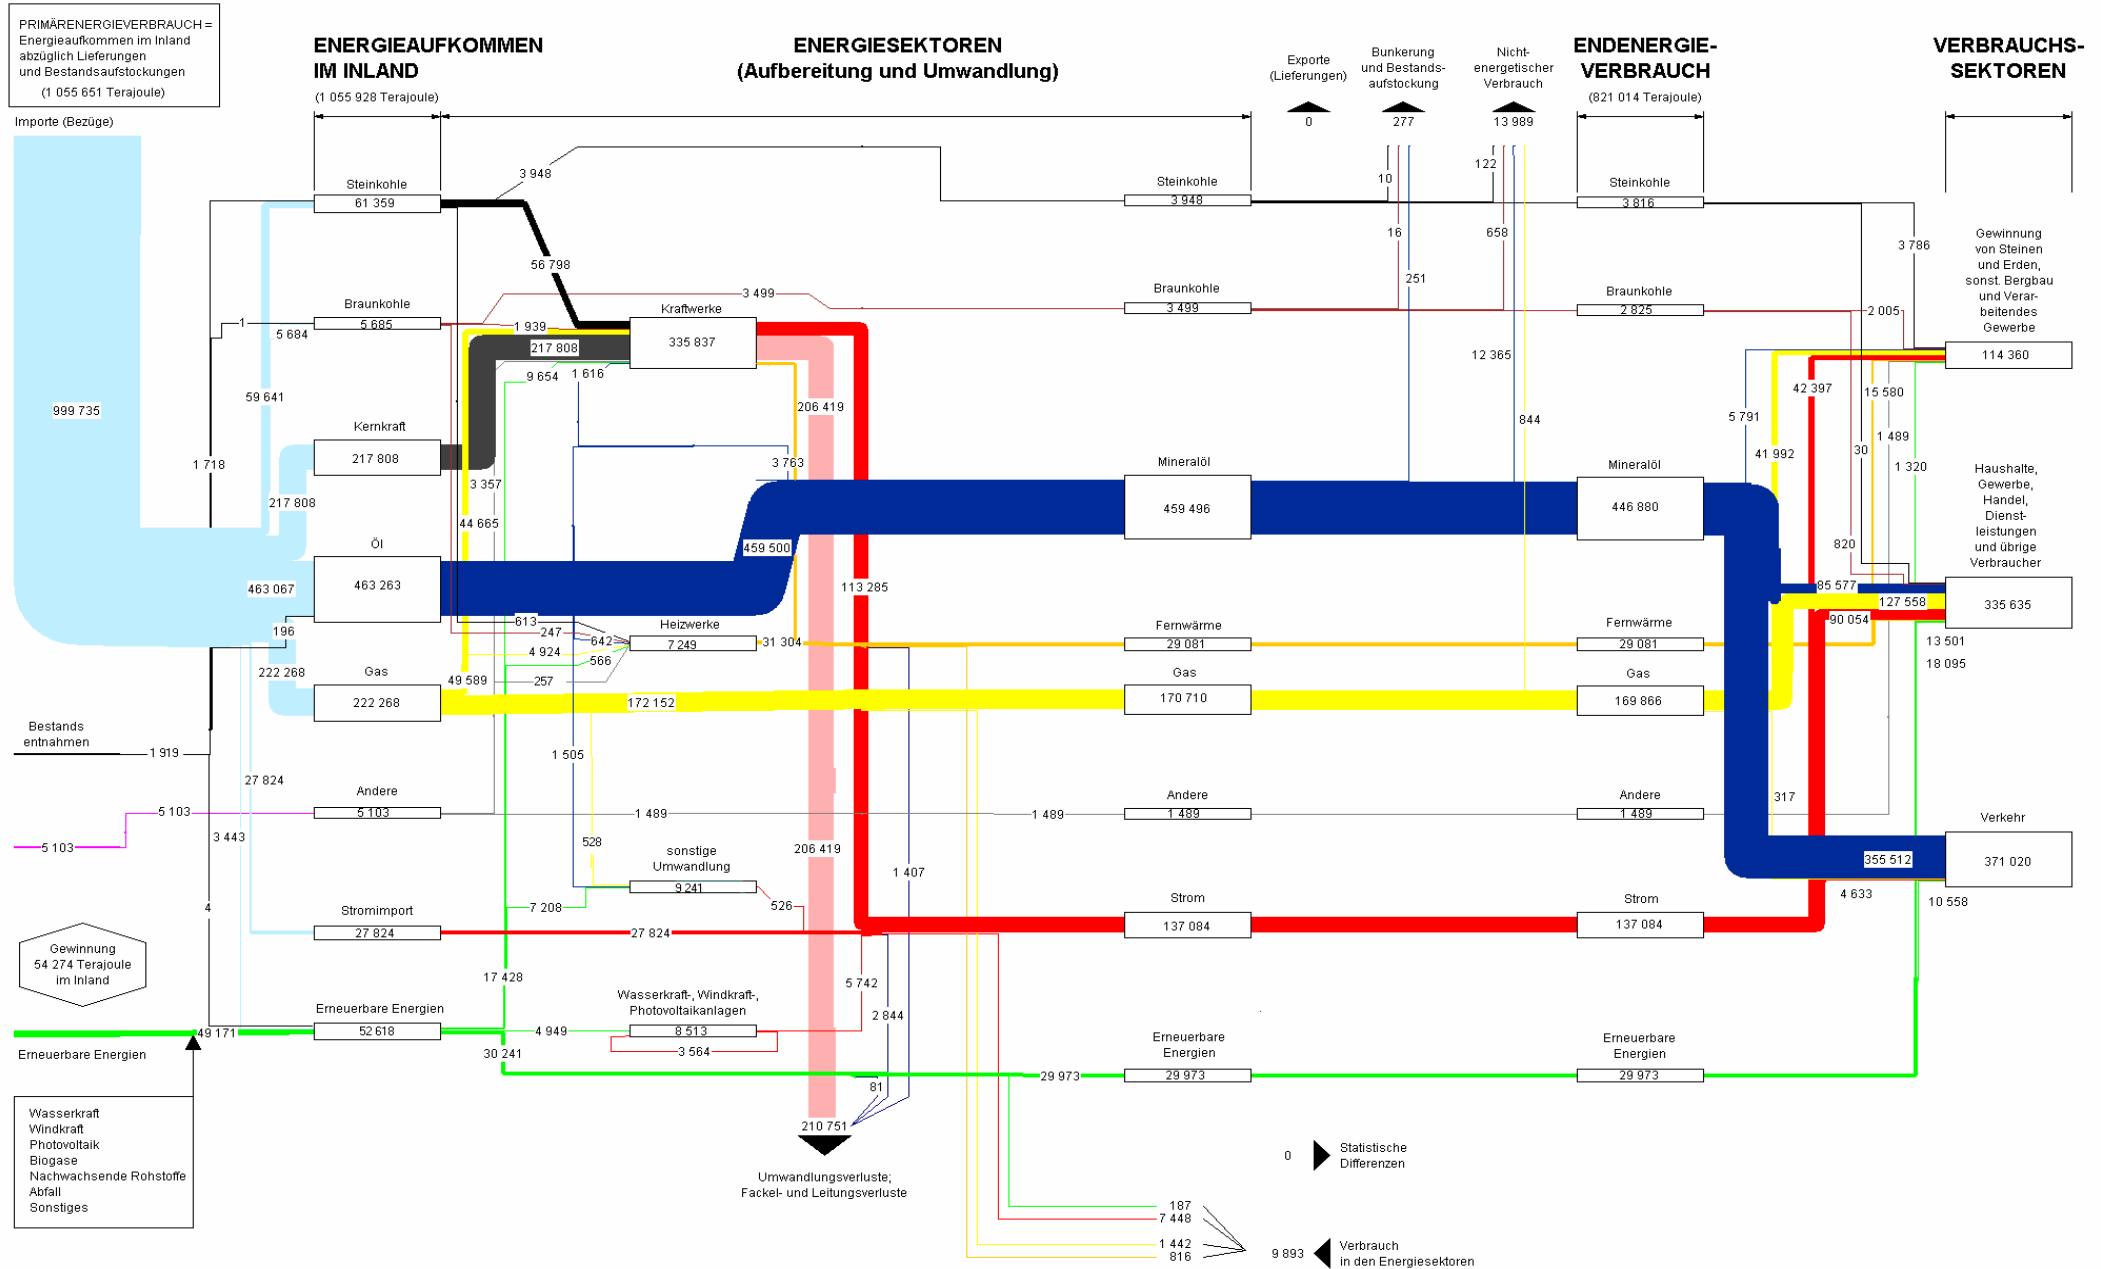 PRIMÄRENERGIEVERBRAUCH =
Energieaufkommen im Inland
abzüglich Lieferungen
und Bestandsaufstockungen
(1 055 651 Terajoule)
ENERGIEAUFKOMMEN
IM INLAND
(1 055 928 Terajoule)
ENERGIESEKTOREN
(Aufbereitung und Umwandlung)
Exporte
(Lieferungen)
0
Bunkerung
und Bestands-
aufstockung
277
Nicht-
energetischer
Verbrauch
13 989
ENDENERGIE-
VERBRAUCH
(821 014 Terajoule)
VERBRAUCHS-
SEKTOREN
Importe (Bezüge)
999 735
Bestands
entnahmen
1 919
5 103
5 103
Gewinnung
54 274 Terajoule
im Inland
49 171
Erneuerbare Energien
Wasserkraft
Windkraft
Photovoltaik
Biogase
Nachwachsende Rohstoffe
Abfall
Sonstiges
1
5 684
59 641
1 718
217 808
463 067
196
222 268
27 824
3 443
4
Steinkohle
61 359
Braunkohle
5 685
Kernkraft
217 808
Öl
463 263
Gas
222 268
Andere
5 103
Stromimport
27 824
Erneuerbare Energien
52 618
3 948
56 798
3 499
1 939
217 808
9 654
1 616
3 357
44 665
49 589
613
247
642
4 924
566
257
172 152
1 505
528
1 489
7 208
27 824
17 428
4 949
30 241
Kraftwerke
335 837
Heizwerke
7 249
sonstige
Umwandlung
9 241
Wasserkraft-, Windkraft-,
Photovoltaikanlagen
8 513
3 564
206 419
3 763
459 500
113 285
31 304
206 419
1 407
526
5 742
2 844
81
1 489
29 973
210 751
Umwandlungsverluste;
Fackel- und Leitungsverluste
Steinkohle
3 948
Braunkohle
3 499
Mineralöl
459 496
Fernwärme
29 081
Gas
170 710
Andere
1 489
Strom
137 084
Erneuerbare
Energien
29 973
10
16
251
122
658
12 365
844
Steinkohle
3 816
Braunkohle
2 825
Mineralöl
446 880
Fernwärme
29 081
Gas
169 866
Andere
1 489
Strom
137 084
Erneuerbare
Energien
29 973
3 786
2 005
42 397
15 580
5 791
1 489
41 992
30
1 320
820
85 577
127 558
90 054
13 501
18 095
317
355 512
4 633
10 558
Gewinnung
von Steinen
und Erden,
sonst. Bergbau
und Verar-
beitendes
Gewerbe
114 360
Haushalte,
Gewerbe,
Handel,
Dienst-
leistungen
und übrige
Verbraucher
335 635
Verkehr
371 020
0
Statistische
Differenzen
187
7 448
1 442
816
9 893
Verbrauch
in den Energiesektoren